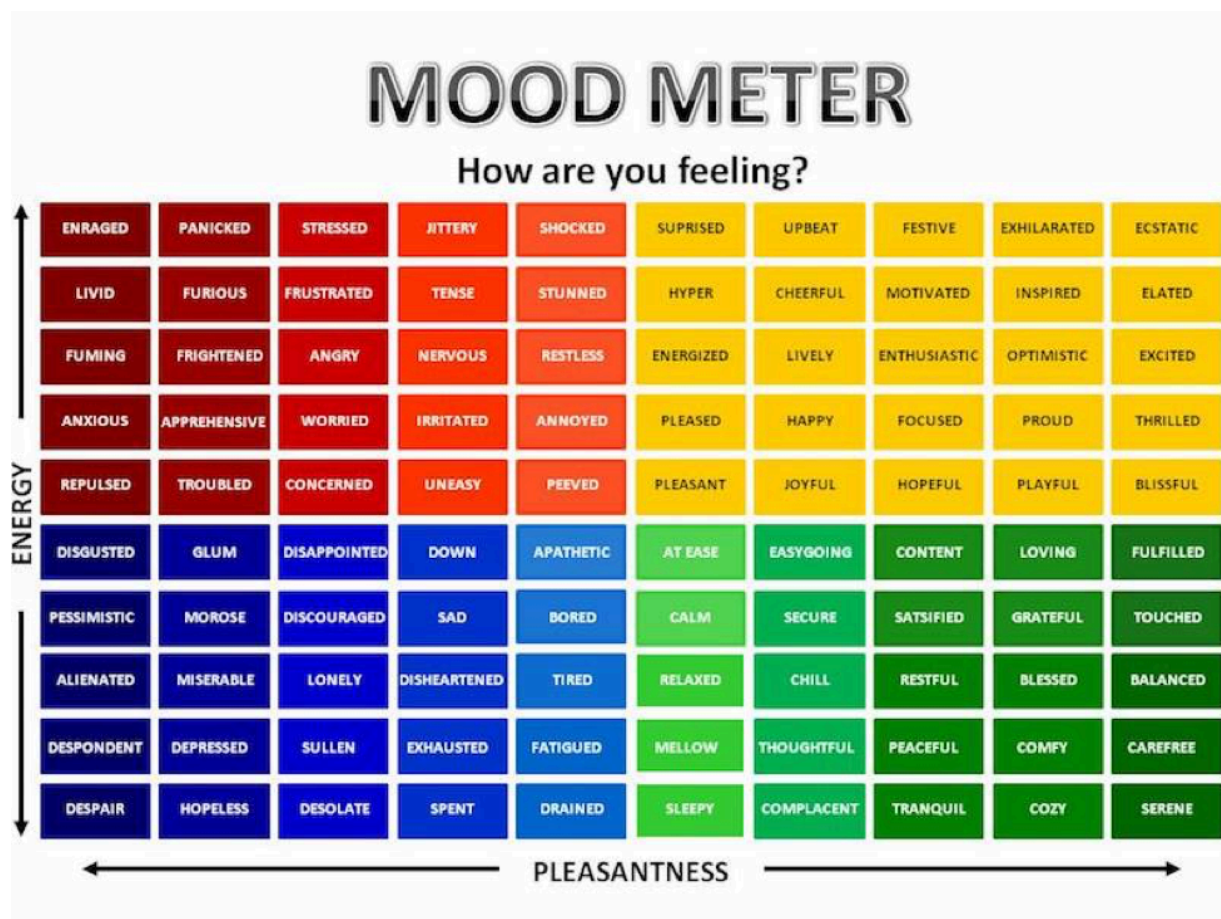 MOOD METER
How are you feeling?
ENRAGED PANICKED STRESSED JITTERY SHOCKED SUPRISED UPBEAT FESTIVE EXHILARATED ECSTATIC
LIVID FURIOUS FRUSTRATED TENSE STUNNED HYPER CHEERFUL MOTIVATED INSPIRED ELATED
FUMING FRIGHTENED ANGRY NERVOUS RESTLESS ENERGIZED LIVELY ENTHUSIASTIC OPTIMISTIC EXCITED
ANXIOUS APPREHENSIVE WORRIED IRRITATED ANNOYED PLEASED HAPPY FOCUSED PROUD THRILLED
REPULSED TROUBLED CONCERNED UNEASY PEEVED PLEASANT JOYFUL HOPEFUL PLAYFUL BLISSFUL
DISGUSTED GLUM DISAPPOINTED DOWN APATHETIC AT EASE EASYGOING CONTENT LOVING FULFILLED
PESSIMISTIC MOROSE DISCOURAGED SAD BORED CALM SECURE SATSIFIED GRATEFUL TOUCHED
ALIENATED MISERABLE LONELY DISHEARTENED TIRED RELAXED CHILL RESTFUL BLESSED BALANCED
DESPONDENT DEPRESSED SULLEN EXHAUSTED FATIGUED MELLOW THOUGHTFUL PEACEFUL COMFY CAREFREE
DESPAIR HOPELESS DESOLATE SPENT DRAINED SLEEPY COMPLACENT TRANQUIL COZY SERENE
ENERGY
PLEASANTNESS